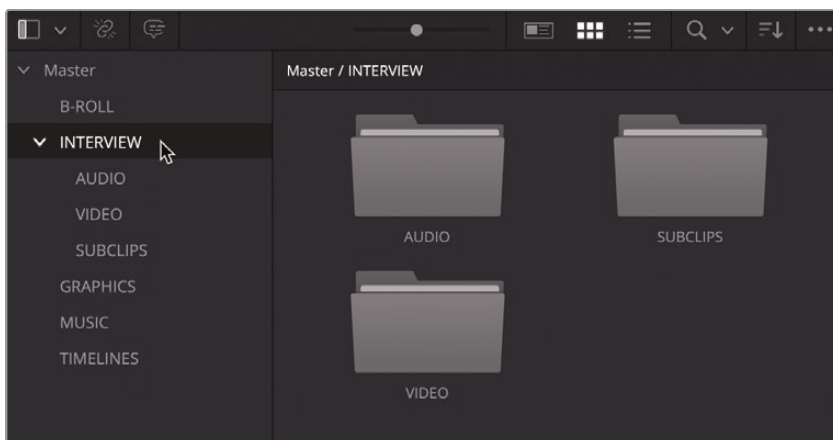 Master
B-ROLL
INTERVIEW
AUDIO
VIDEO
SUBCLIPS
GRAPHICS
MUSIC
TIMELINES
Master / INTERVIEW
AUDIO
SUBCLIPS
VIDEO